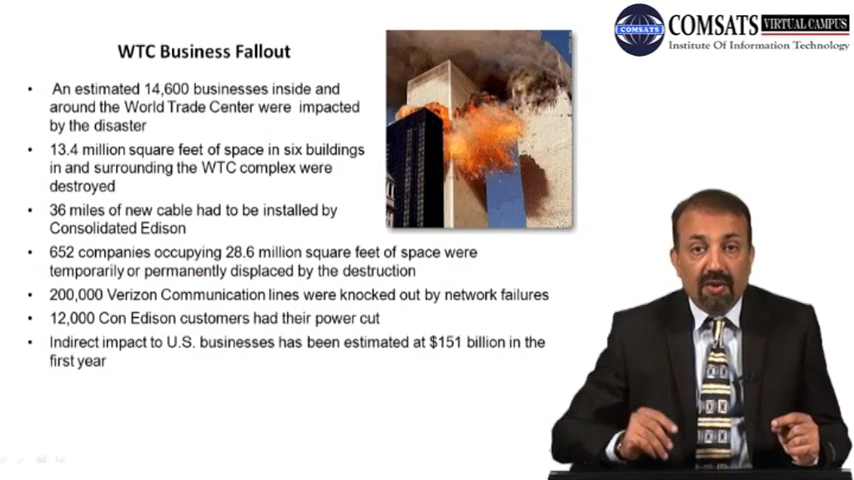 COMSATS VIRTUAL CAMPUS
COMSATS
Institute Of Information Technology
WTC Business Fallout
• An estimated 14,600 businesses inside and
around the World Trade Center were impacted
by the disaster
• 13.4 million square feet of space in six buildings
in and surrounding the WTC complex were
destroyed
• 36 miles of new cable had to be installed by
Consolidated Edison
• 652 companies occupying 28.6 million square feet of space were
temporarily or permanently displaced by the destruction
• 200,000 Verizon Communication lines were knocked out by network failures
• 12,000 Con Edison customers had their power cut
• Indirect impact to U.S. businesses has been estimated at $151 billion in the
first year